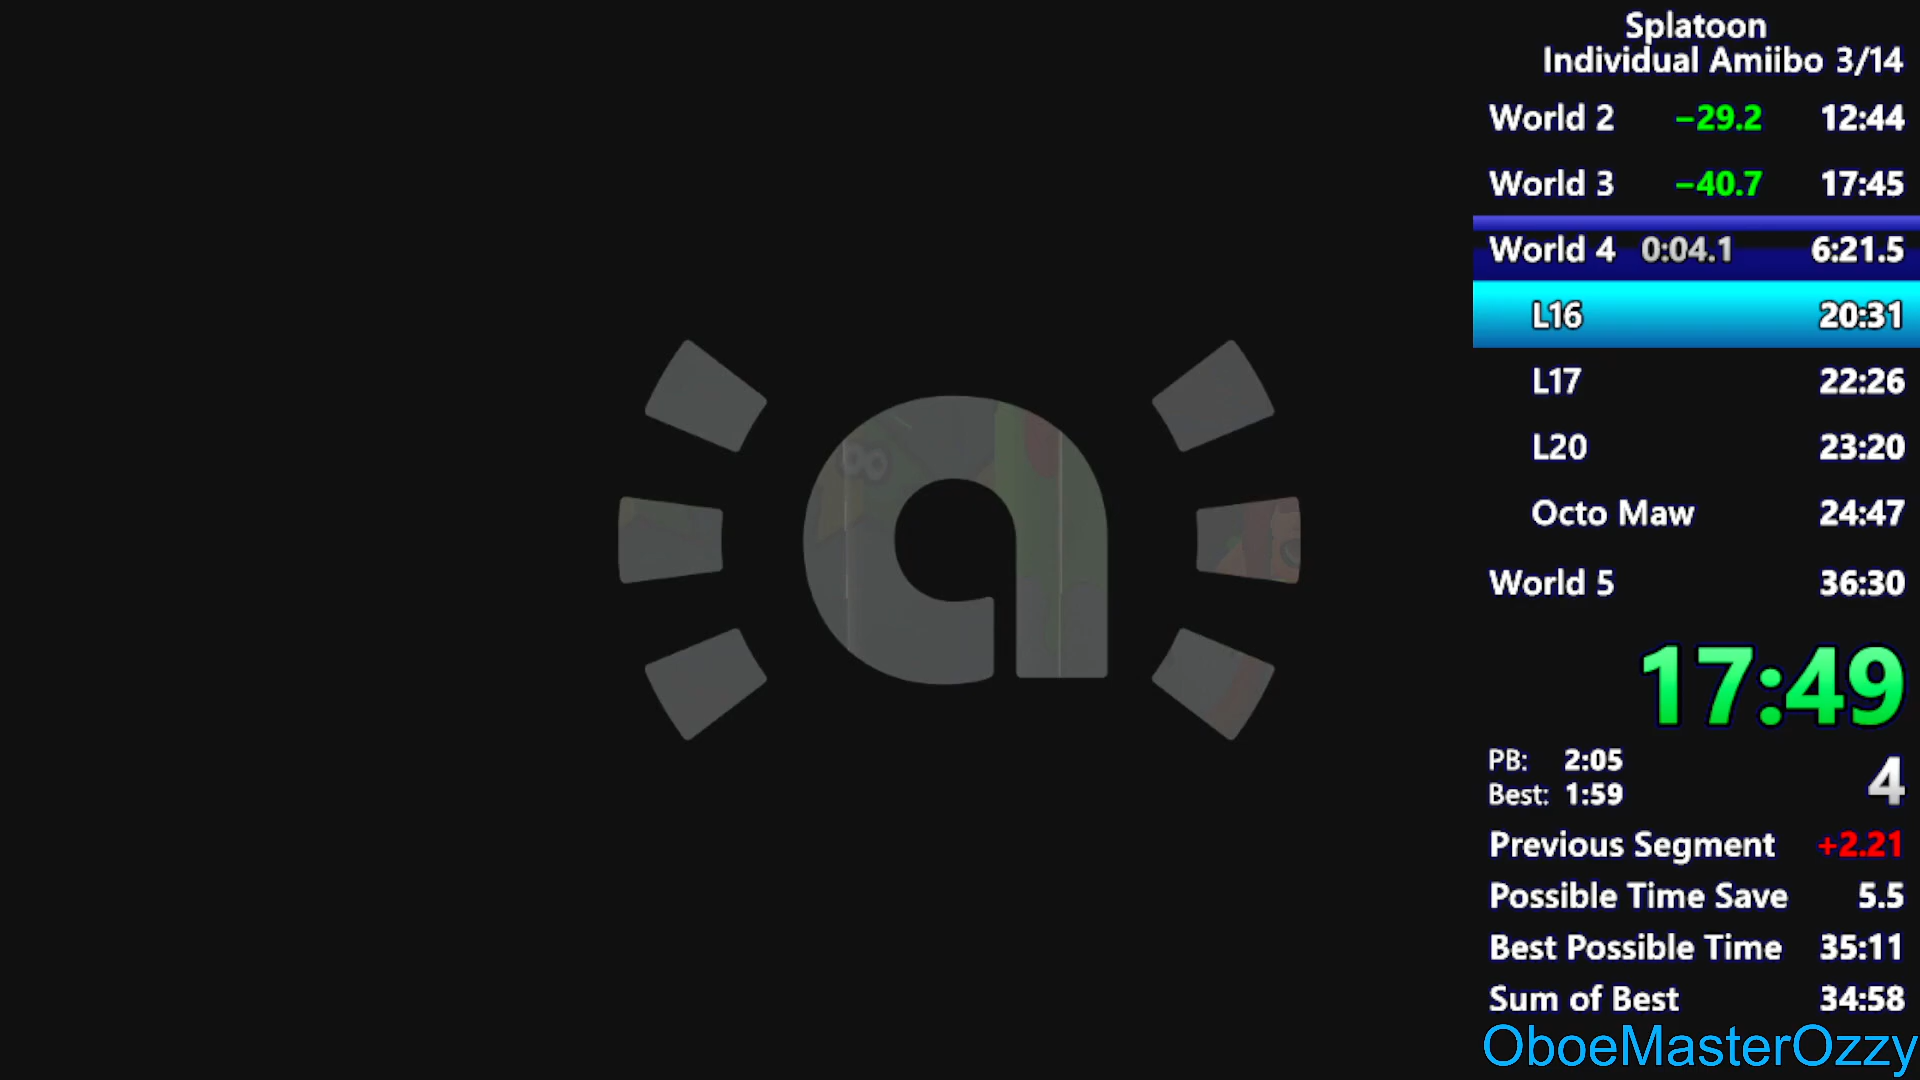 Splatoon
Individual Amiibo 3/14
World 2 −29.2 12:44
World 3 −40.7 17:45
World 4 0:04.1 6:21.5
L16 20:31
L17 22:26
L20 23:20
Octo Maw 24:47
World 5 36:30
17:49
PB: 2:05
Best: 1:59
4
Previous Segment +2.21
Possible Time Save 5.5
Best Possible Time 35:11
Sum of Best 34:58
OboeMasterOzzy